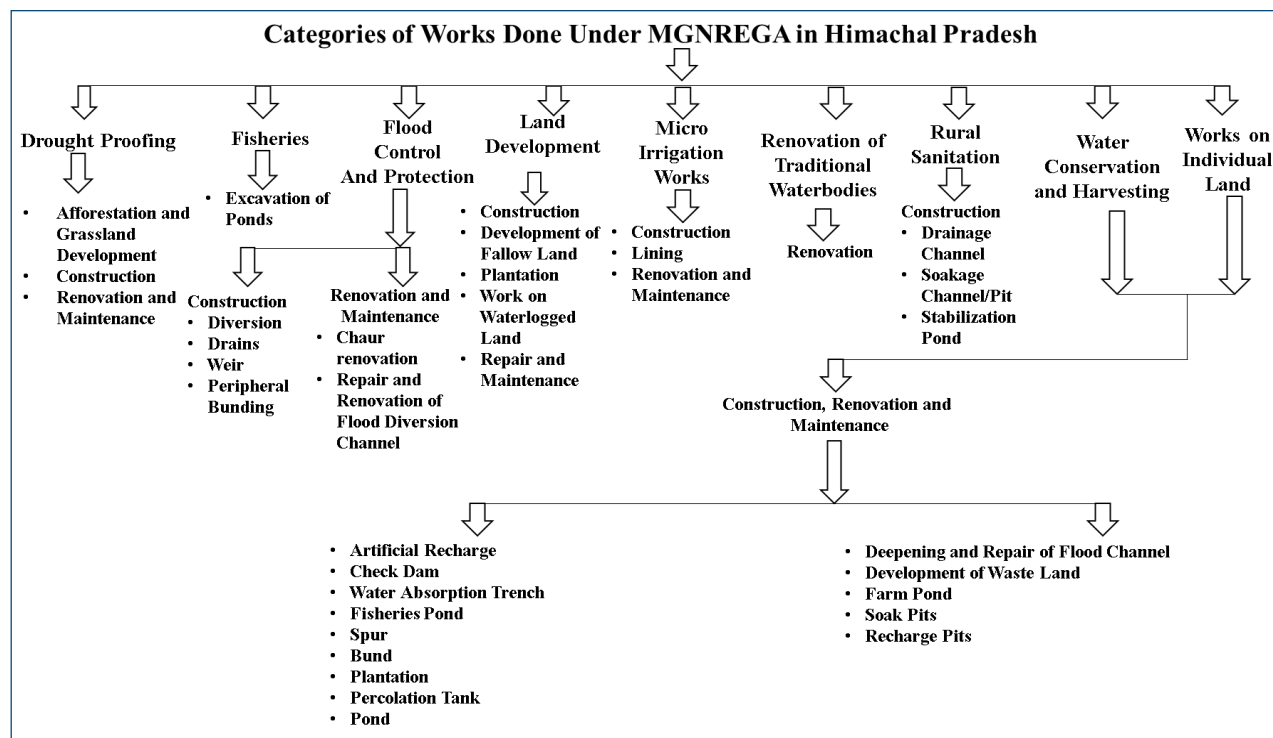 Categories of Works Done Under MGNREGA in Himachal Pradesh
Drought Proofing
• Afforestation and
Grassland
Development
• Construction
• Renovation and
Maintenance
Fisheries
• Excavation of
Ponds
Flood
Control
And Protection
Construction
• Diversion
• Drains
• Weir
• Peripheral
Bunding
Renovation and
Maintenance
• Chaur
renovation
• Repair and
Renovation of
Flood Diversion
Channel
Land
Development
• Construction
• Development of
Fallow Land
• Plantation
• Work on
Waterlogged
Land
• Repair and
Maintenance
Micro
Irrigation
Works
• Construction
• Lining
• Renovation and
Maintenance
Renovation of
Traditional
Waterbodies
Renovation
Rural
Sanitation
Construction
• Drainage
Channel
• Soakage
Channel/Pit
• Stabilization
Pond
Water
Conservation
and Harvesting
Works on
Individual
Land
Construction, Renovation and
Maintenance
• Artificial Recharge
• Check Dam
• Water Absorption Trench
• Fisheries Pond
• Spur
• Bund
• Plantation
• Percolation Tank
• Pond
• Deepening and Repair of Flood Channel
• Development of Waste Land
• Farm Pond
• Soak Pits
• Recharge Pits